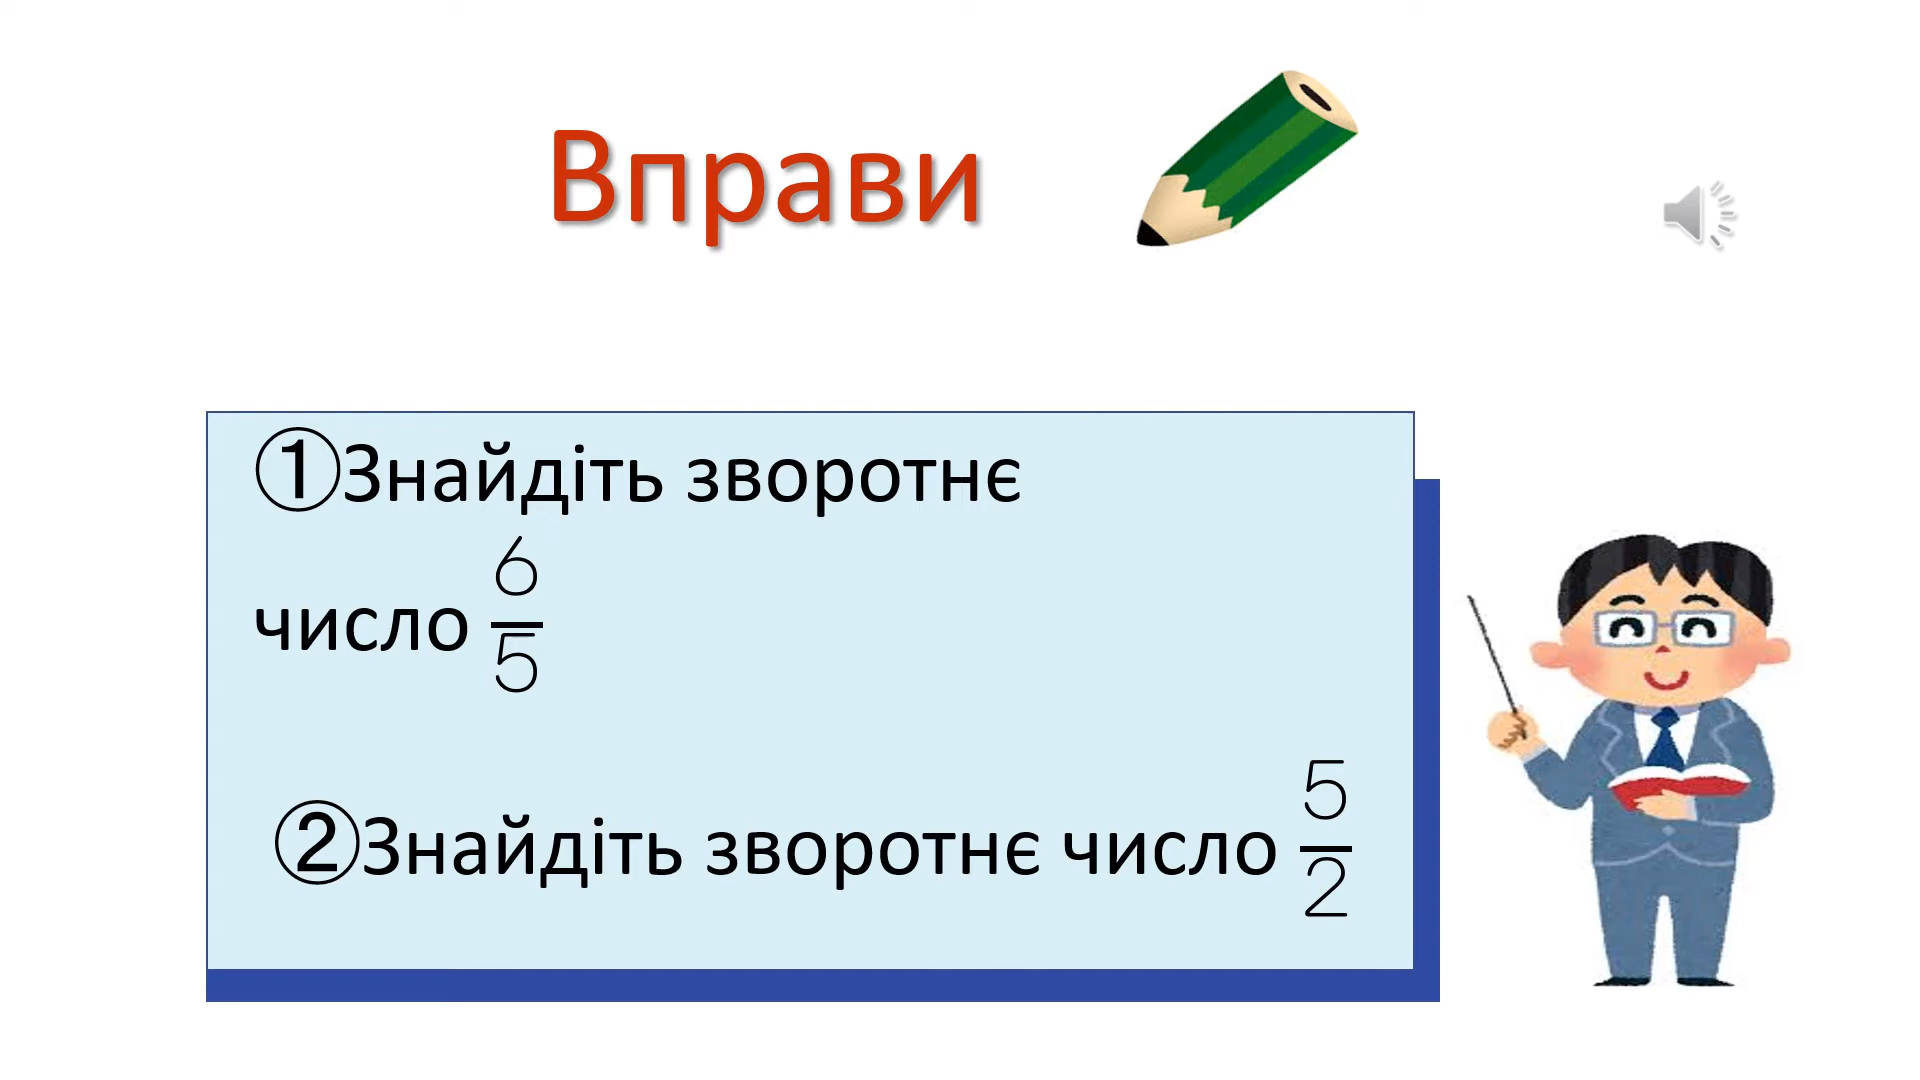 Вправи
①Знайдіть зворотнє
число 6/5
②Знайдіть зворотнє число 5/2